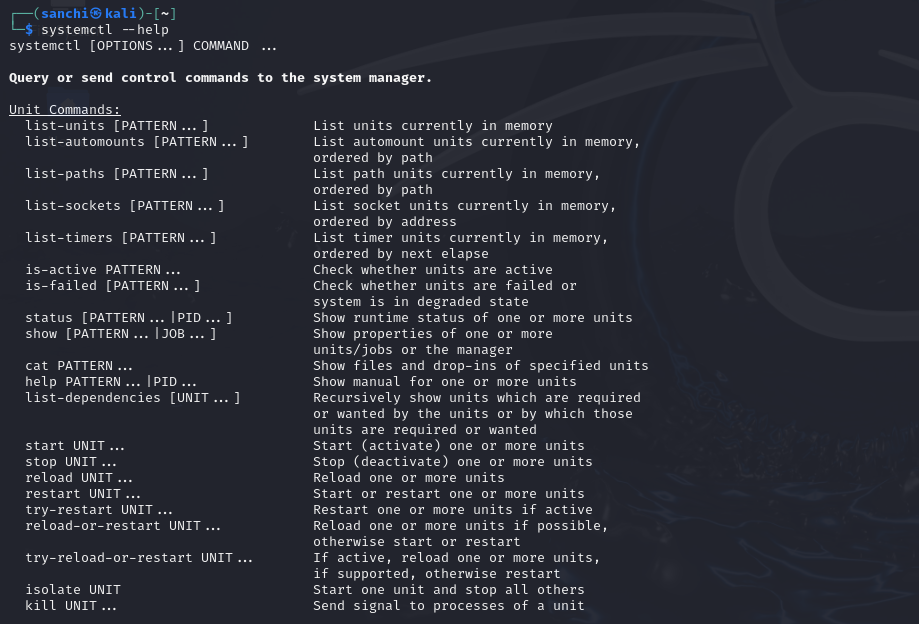 ┌──(sanchi㉿kali)-[~]
└─$ systemctl --help
systemctl [OPTIONS...] COMMAND ...

Query or send control commands to the system manager.

Unit Commands:
  list-units [PATTERN...]             List units currently in memory
  list-automounts [PATTERN...]        List automount units currently in memory,
                                      ordered by path
  list-paths [PATTERN...]             List path units currently in memory,
                                      ordered by path
  list-sockets [PATTERN...]           List socket units currently in memory,
                                      ordered by address
  list-timers [PATTERN...]            List timer units currently in memory,
                                      ordered by next elapse
  is-active PATTERN...                Check whether units are active
  is-failed [PATTERN...]              Check whether units are failed or
                                      system is in degraded state
  status [PATTERN...|PID...]          Show runtime status of one or more units
  show [PATTERN...|JOB...]            Show properties of one or more
                                      units/jobs or the manager
  cat PATTERN...                      Show files and drop-ins of specified units
  help PATTERN...|PID...              Show manual for one or more units
  list-dependencies [UNIT...]         Recursively show units which are required
                                      or wanted by the units or by which those
                                      units are required or wanted
  start UNIT...                       Start (activate) one or more units
  stop UNIT...                        Stop (deactivate) one or more units
  reload UNIT...                      Reload one or more units
  restart UNIT...                     Start or restart one or more units
  try-restart UNIT...                 Restart one or more units if active
  reload-or-restart UNIT...           Reload one or more units if possible,
                                      otherwise start or restart
  try-reload-or-restart UNIT...       If active, reload one or more units,
                                      if supported, otherwise restart
  isolate UNIT                        Start one unit and stop all others
  kill UNIT...                        Send signal to processes of a unit